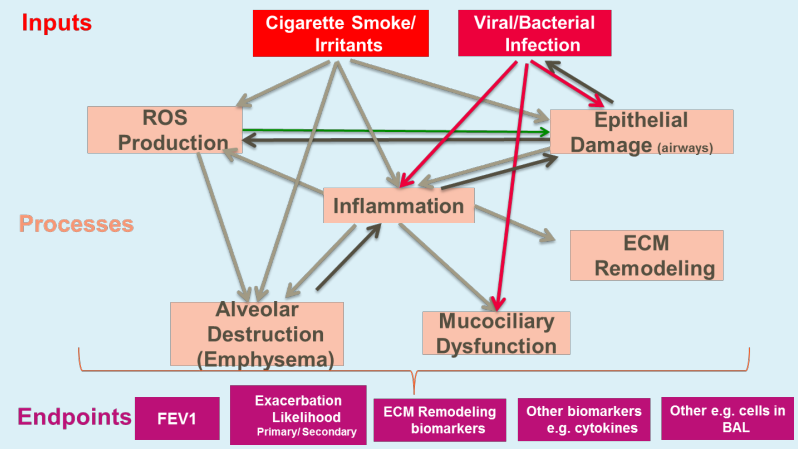 Inputs
Cigarette Smoke/
Irritants
Viral/Bacterial
Infection
ROS
Production
Epithelial
Damage (airways)
Inflammation
Processes
ECM
Remodeling
Alveolar
Destruction
(Emphysema)
Mucociliary
Dysfunction
Endpoints
FEV1
Exacerbation
Likelihood
Primary/ Secondary
ECM Remodeling
biomarkers
Other biomarkers
e.g. cytokines
Other e.g. cells in
BAL